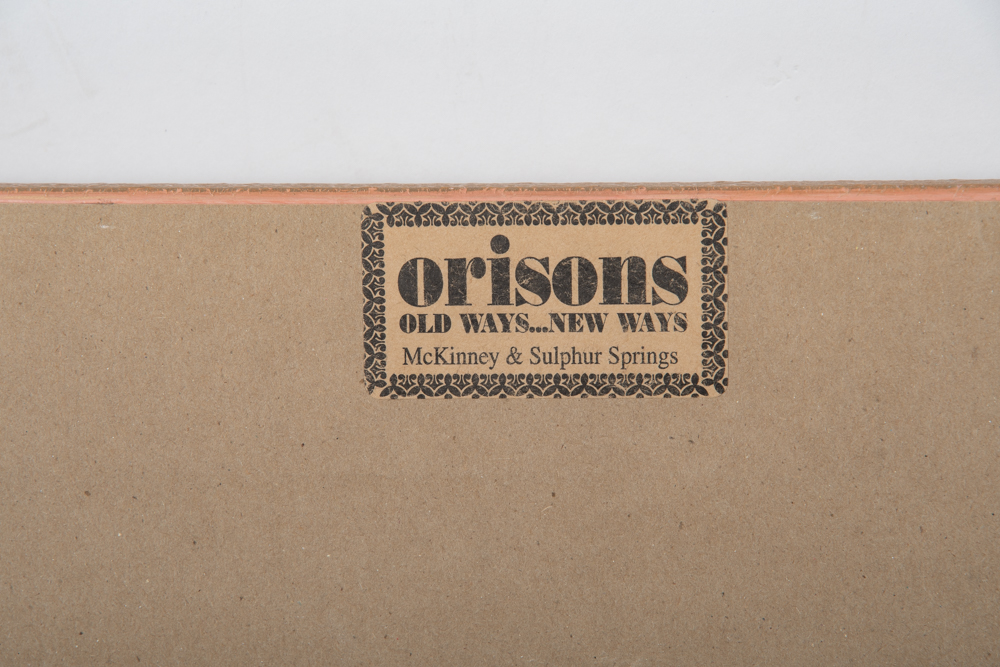 orisons
OLD WAYS...NEW WAYS
McKinney & Sulphur Springs